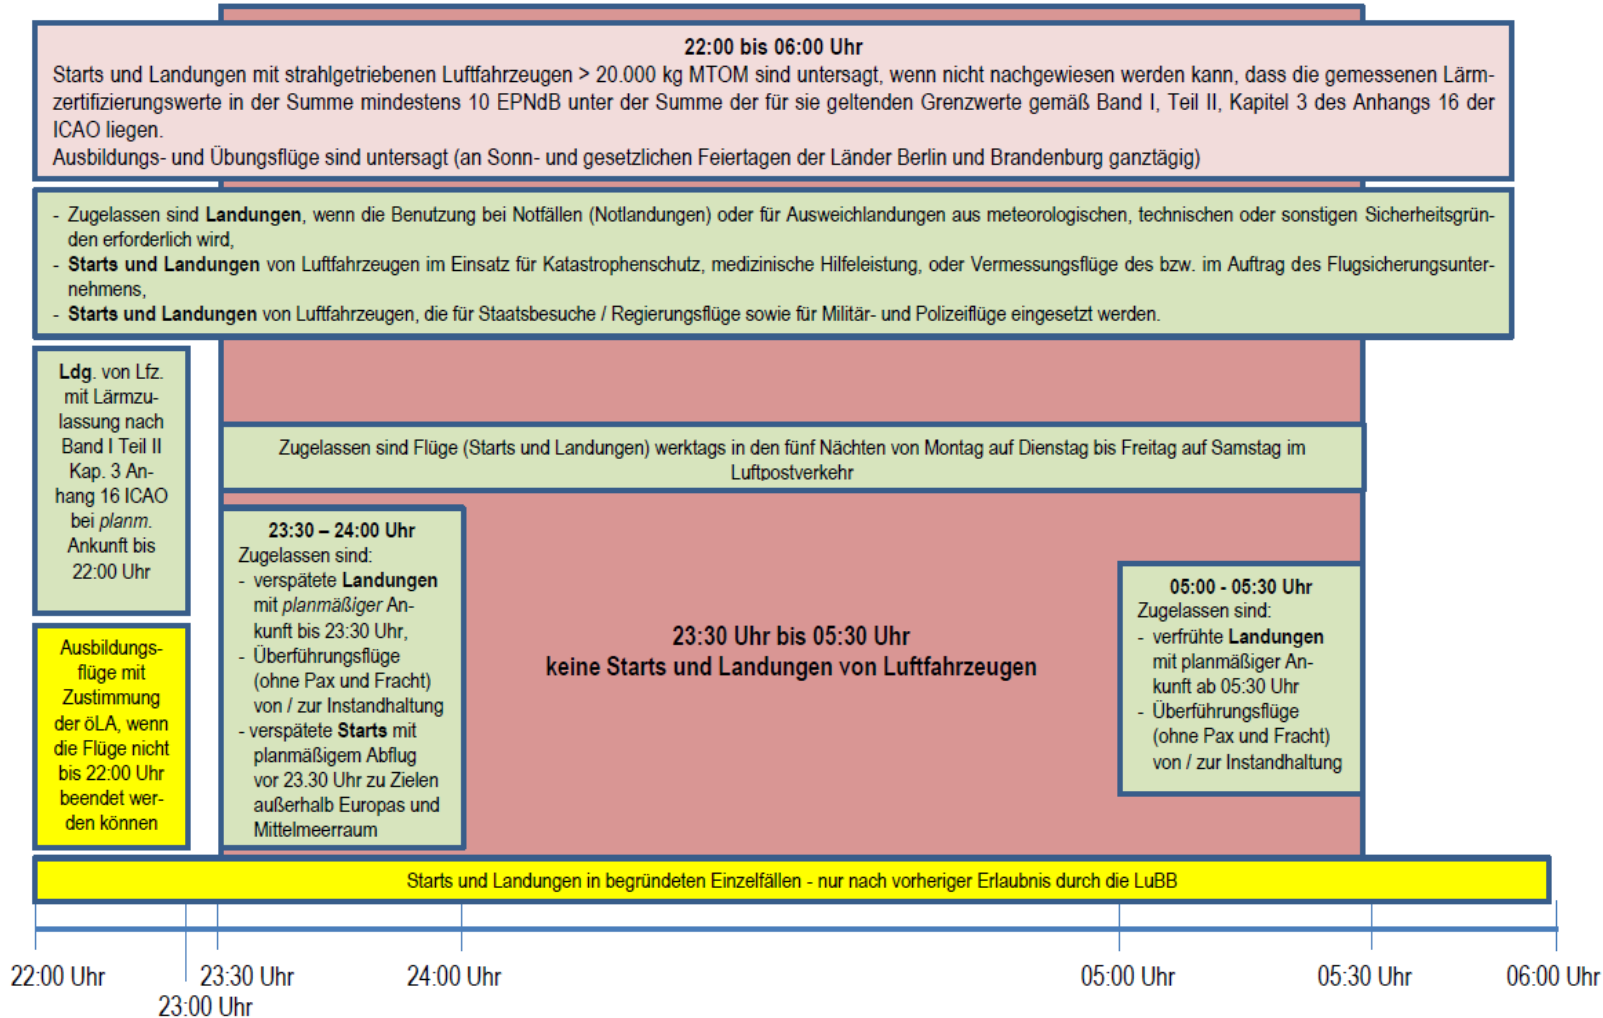 22:00 bis 06:00 Uhr
Starts und Landungen mit strahlgetriebenen Luftfahrzeugen > 20.000 kg MTOM sind untersagt, wenn nicht nachgewiesen werden kann, dass die gemessenen Lärm-
zertifizierungswerte in der Summe mindestens 10 EPNdB unter der Summe der für sie geltenden Grenzwerte gemäß Band I, Teil II, Kapitel 3 des Anhangs 16 der
ICAO liegen.
Ausbildungs- und Übungsflüge sind untersagt (an Sonn- und gesetzlichen Feiertagen der Länder Berlin und Brandenburg ganztägig)
- Zugelassen sind Landungen, wenn die Benutzung bei Notfällen (Notlandungen) oder für Ausweichlandungen aus meteorologischen, technischen oder sonstigen Sicherheitsgrün-
den erforderlich wird,
- Starts und Landungen von Luftfahrzeugen im Einsatz für Katastrophenschutz, medizinische Hilfeleistung, oder Vermessungsflüge des bzw. im Auftrag des Flugsicherungsunter-
nehmens,
- Starts und Landungen von Luftfahrzeugen, die für Staatsbesuche / Regierungsflüge sowie für Militär- und Polizeiflüge eingesetzt werden.
Ldg. von Lfz.
mit Lärmzu-
lassung nach
Band I Teil II
Kap. 3 An-
hang 16 ICAO
bei planm.
Ankunft bis
22:00 Uhr
Zugelassen sind Flüge (Starts und Landungen) werktags in den fünf Nächten von Montag auf Dienstag bis Freitag auf Samstag im
Luftpostverkehr
Ausbildungs-
flüge mit
Zustimmung
der öLA, wenn
die Flüge nicht
bis 22:00 Uhr
beendet wer-
den können
23:30 – 24:00 Uhr
Zugelassen sind:
- verspätete Landungen
mit planmäßiger An-
kunft bis 23:30 Uhr,
- Überführungsflüge
(ohne Pax und Fracht)
von / zur Instandhaltung
- verspätete Starts mit
planmäßigem Abflug
vor 23.30 Uhr zu Zielen
außerhalb Europas und
Mittelmeerraum
23:30 Uhr bis 05:30 Uhr
keine Starts und Landungen von Luftfahrzeugen
05:00 - 05:30 Uhr
Zugelassen sind:
- verfrühte Landungen
mit planmäßiger An-
kunft ab 05:30 Uhr
- Überführungsflüge
(ohne Pax und Fracht)
von / zur Instandhaltung
Starts und Landungen in begründeten Einzelfällen - nur nach vorheriger Erlaubnis durch die LuBB
22:00 Uhr
23:00 Uhr
23:30 Uhr
24:00 Uhr
05:00 Uhr
05:30 Uhr
06:00 Uhr